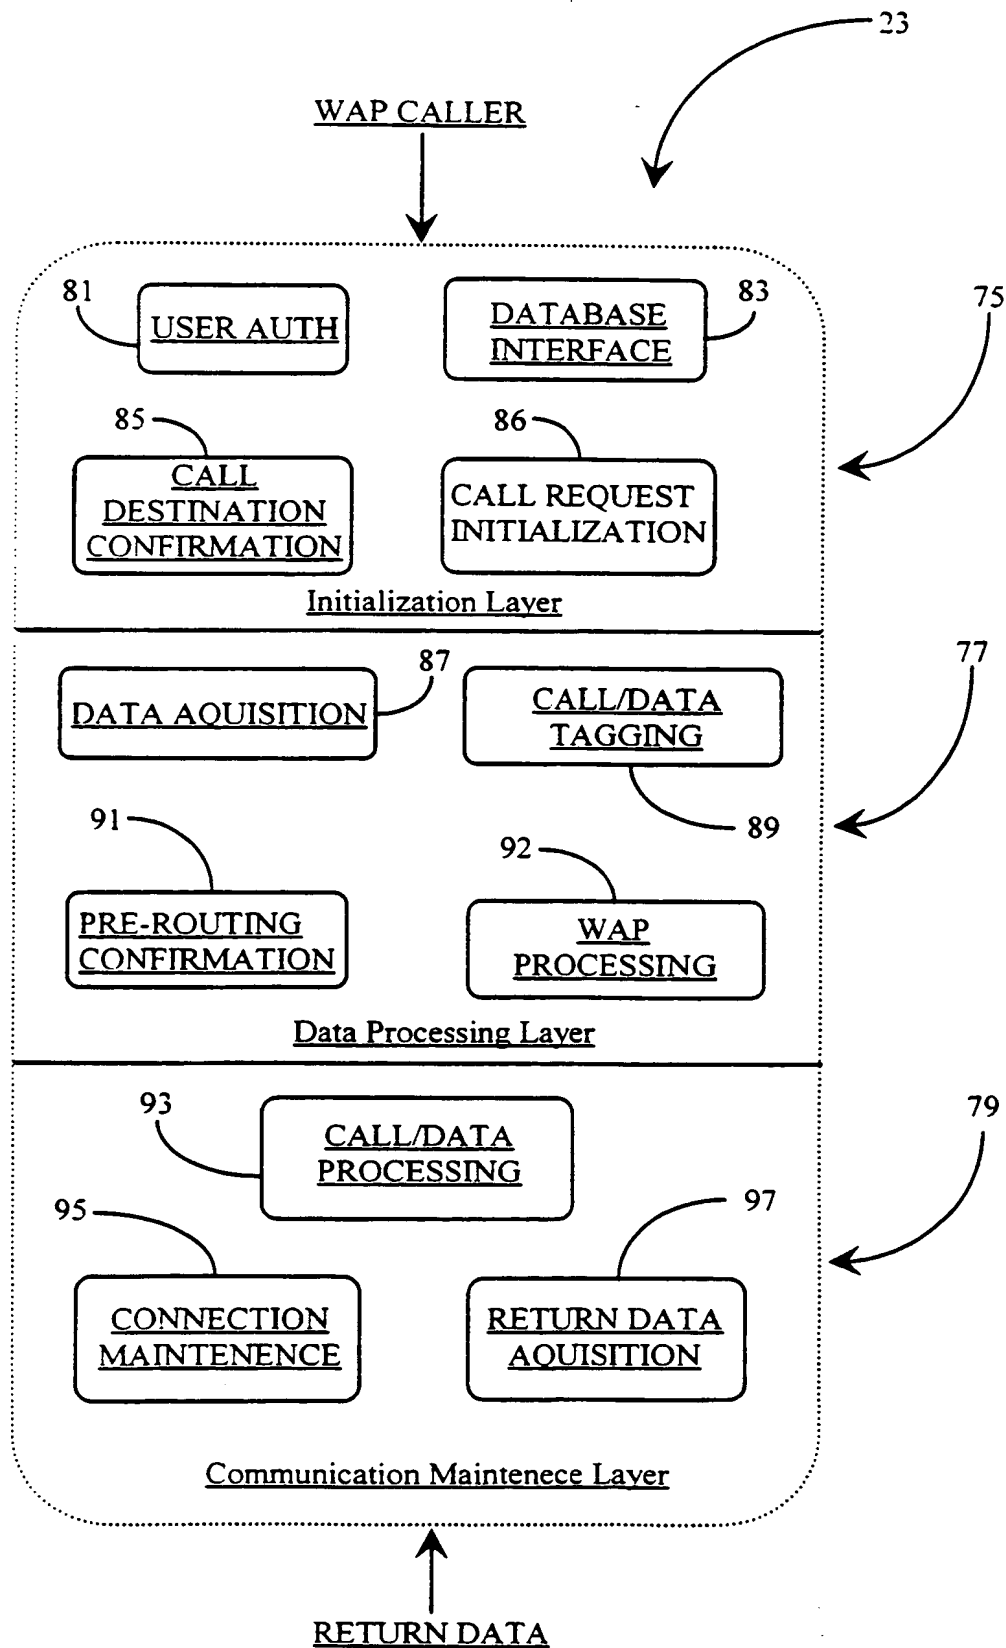 23
WAP CALLER
81
USER AUTH
DATABASE
INTERFACE
83
75
85
CALL
DESTINATION
CONFIRMATION
86
CALL REQUEST
INITIALIZATION
Initialization Layer
87
DATA AQUISITION
CALL/DATA
TAGGING
77
89
91
PRE-ROUTING
CONFIRMATION
92
WAP
PROCESSING
Data Processing Layer
93
CALL/DATA
PROCESSING
79
95
CONNECTION
MAINTENENCE
97
RETURN DATA
AQUISITION
Communication Maintenece Layer
RETURN DATA